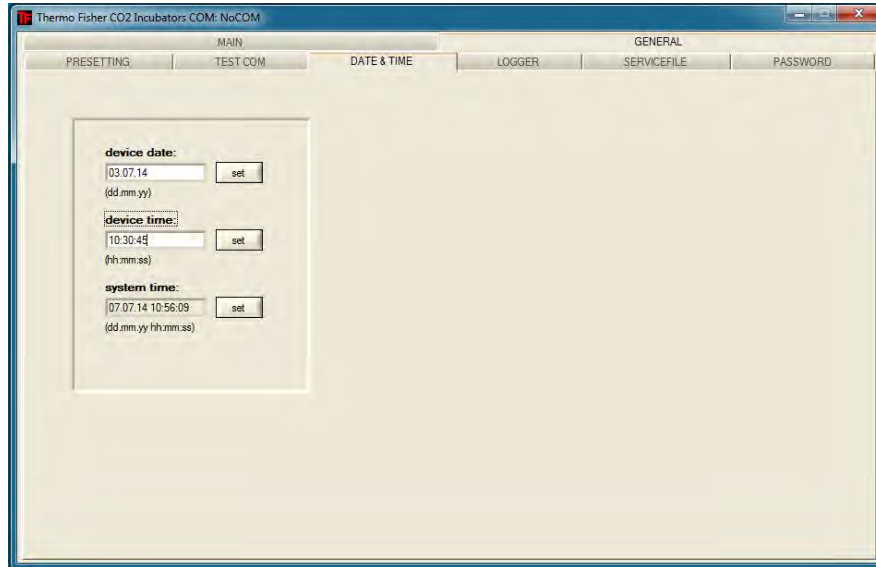 Thermo Fisher CO2 Incubators COM: NoCOM
MAIN GENERAL
PRESETTING TEST COM DATE & TIME LOGGER SERVICEFILE PASSWORD
device date:
03.07.14 set
(dd.mm.yy)
device time:
10:30:45 set
(hh:mm:ss)
system time:
07.07.14 10:56:09 set
(dd.mm.yy hh:mm:ss)